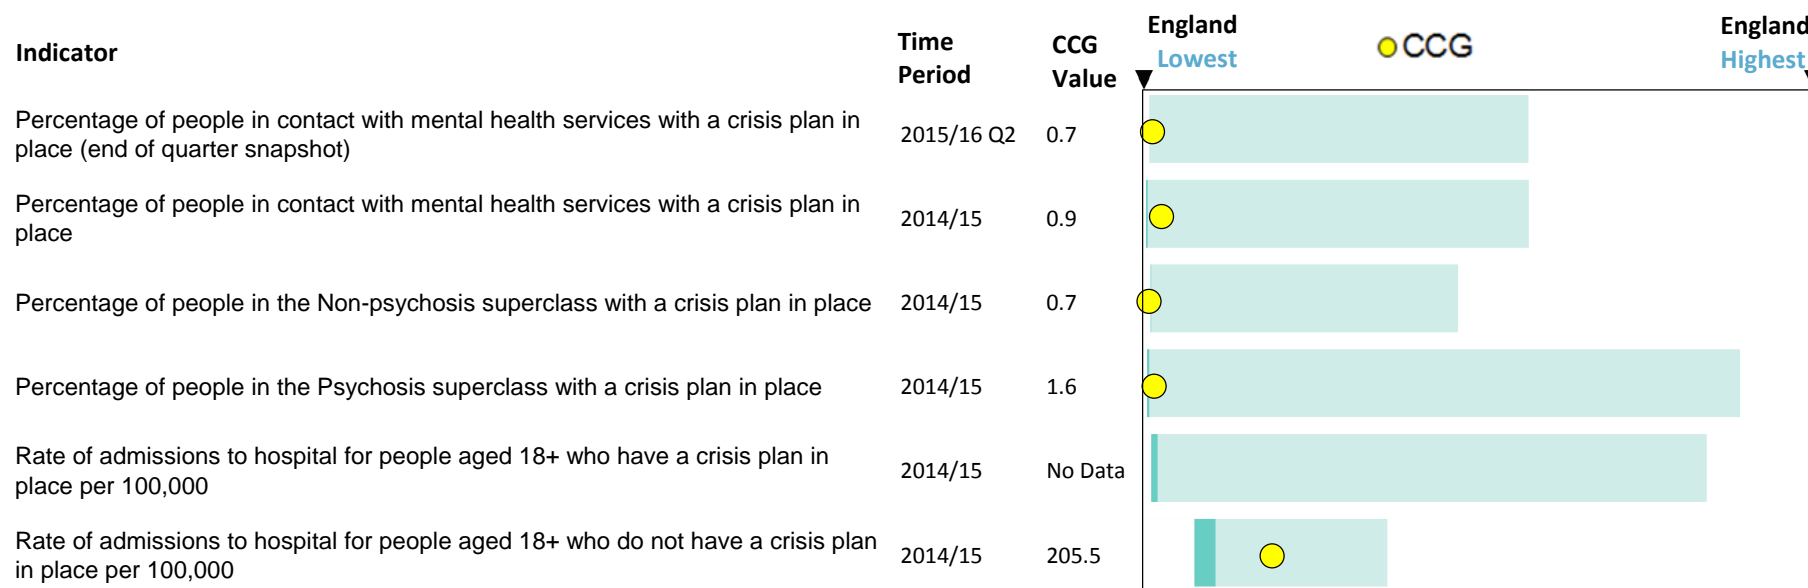 Indicator
Time Period
CCG Value
England Lowest
CCG
England Highest
Percentage of people in contact with mental health services with a crisis plan in
place (end of quarter snapshot)
2015/16 Q2
0.7
Percentage of people in contact with mental health services with a crisis plan in
place
2014/15
0.9
Percentage of people in the Non-psychosis superclass with a crisis plan in place
2014/15
0.7
Percentage of people in the Psychosis superclass with a crisis plan in place
2014/15
1.6
Rate of admissions to hospital for people aged 18+ who have a crisis plan in
place per 100,000
2014/15
No Data
Rate of admissions to hospital for people aged 18+ who do not have a crisis plan
in place per 100,000
2014/15
205.5